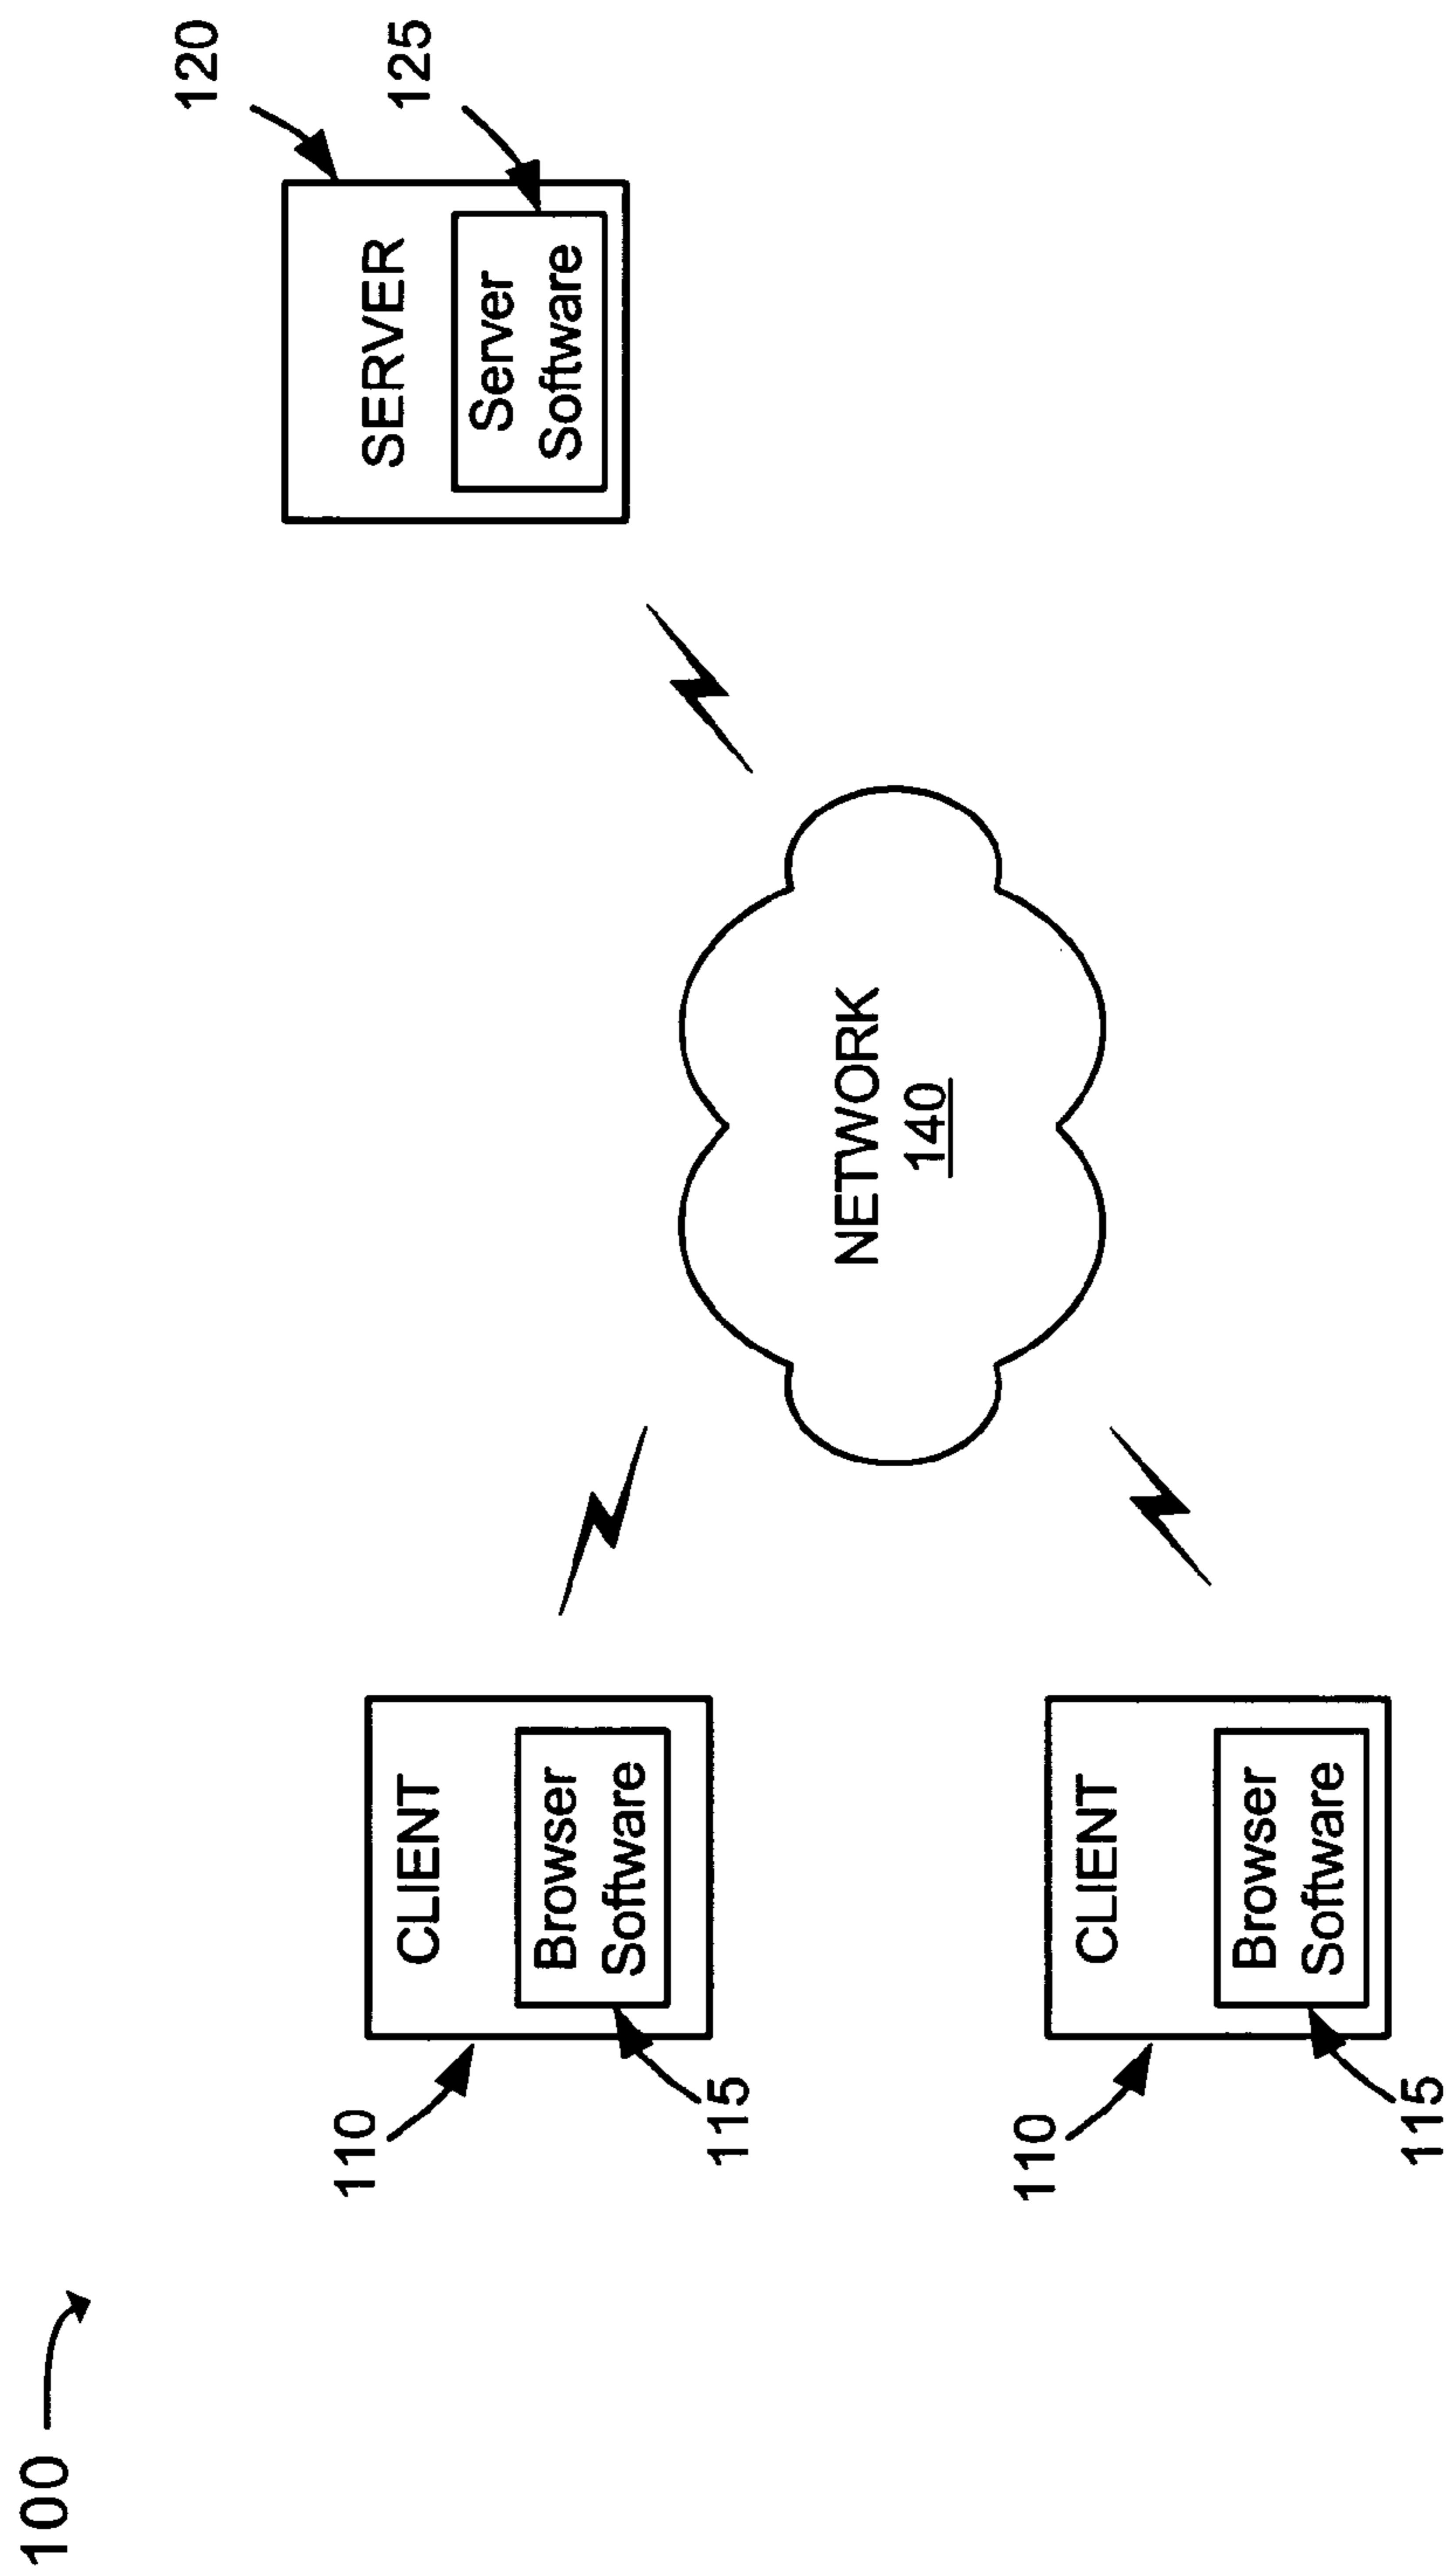 100
110
CLIENT
Browser
Software
115
110
CLIENT
Browser
Software
115
NETWORK
140
SERVER
Server
Software
120
125